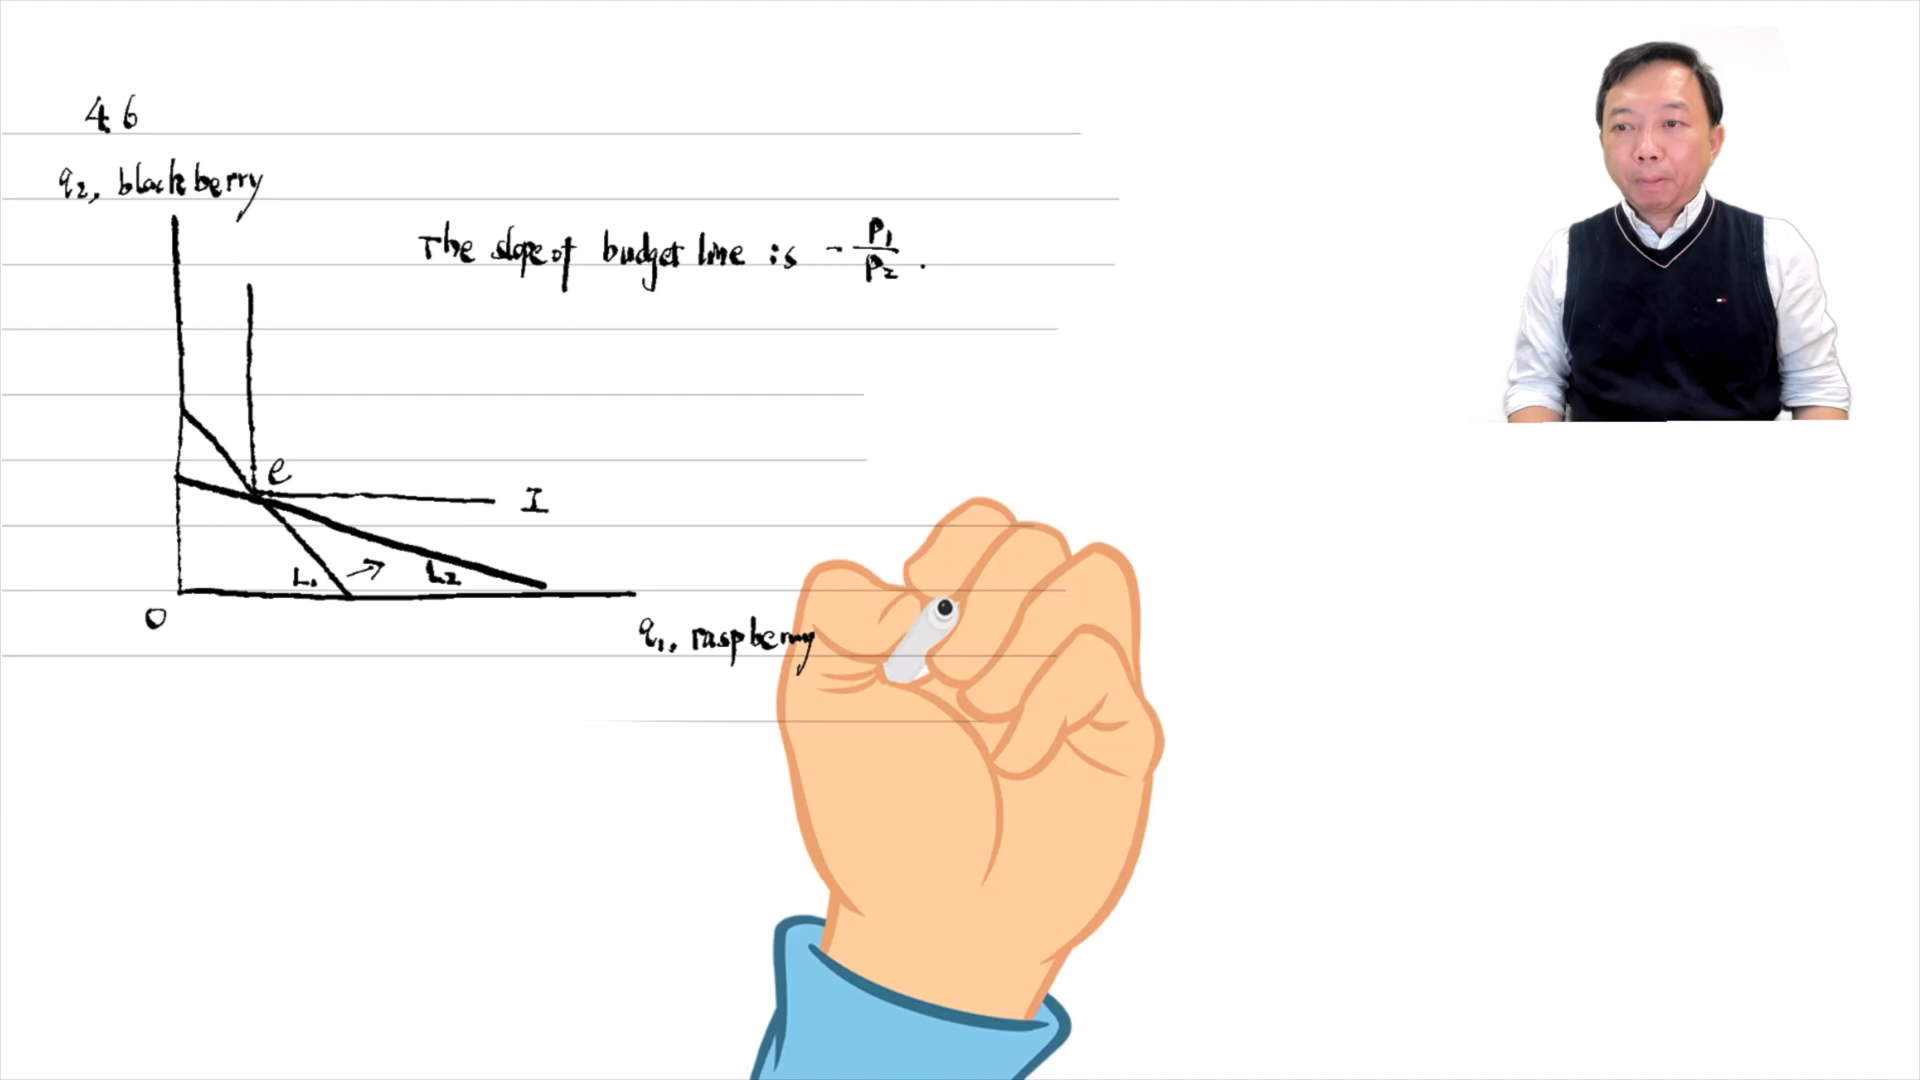 4.6
q₂, blackberry
The slope of budget line is - P₁/P₂.
e
I
L₁ → L₂
O
q₁, raspberry